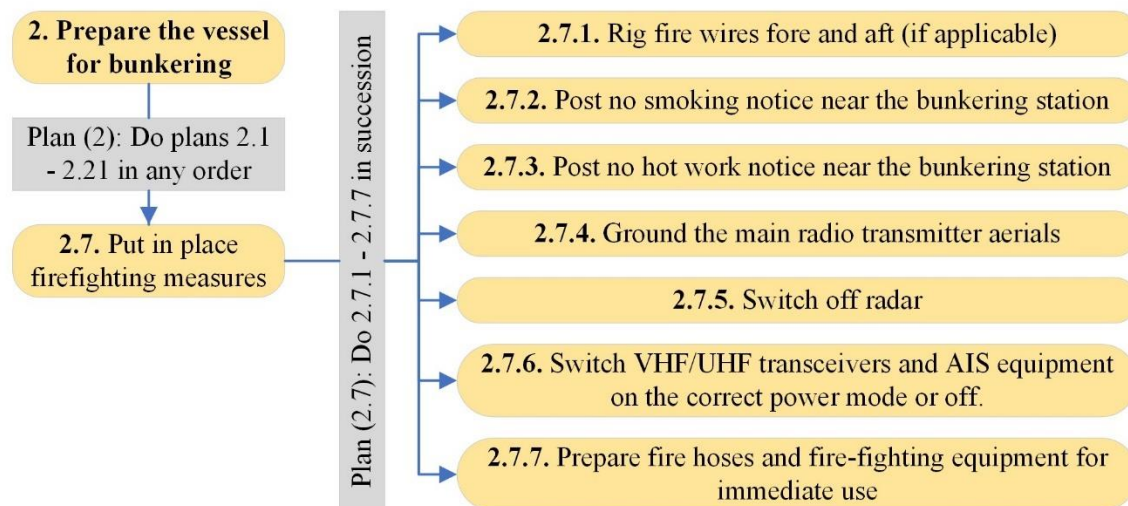 2. Prepare the vessel
for bunkering
Plan (2): Do plans 2.1
- 2.21 in any order
2.7. Put in place
firefighting measures
Plan (2.7): Do 2.7.1 - 2.7.7 in succession
2.7.1. Rig fire wires fore and aft (if applicable)
2.7.2. Post no smoking notice near the bunkering station
2.7.3. Post no hot work notice near the bunkering station
2.7.4. Ground the main radio transmitter aerials
2.7.5. Switch off radar
2.7.6. Switch VHF/UHF transceivers and AIS equipment
on the correct power mode or off.
2.7.7. Prepare fire hoses and fire-fighting equipment for
immediate use